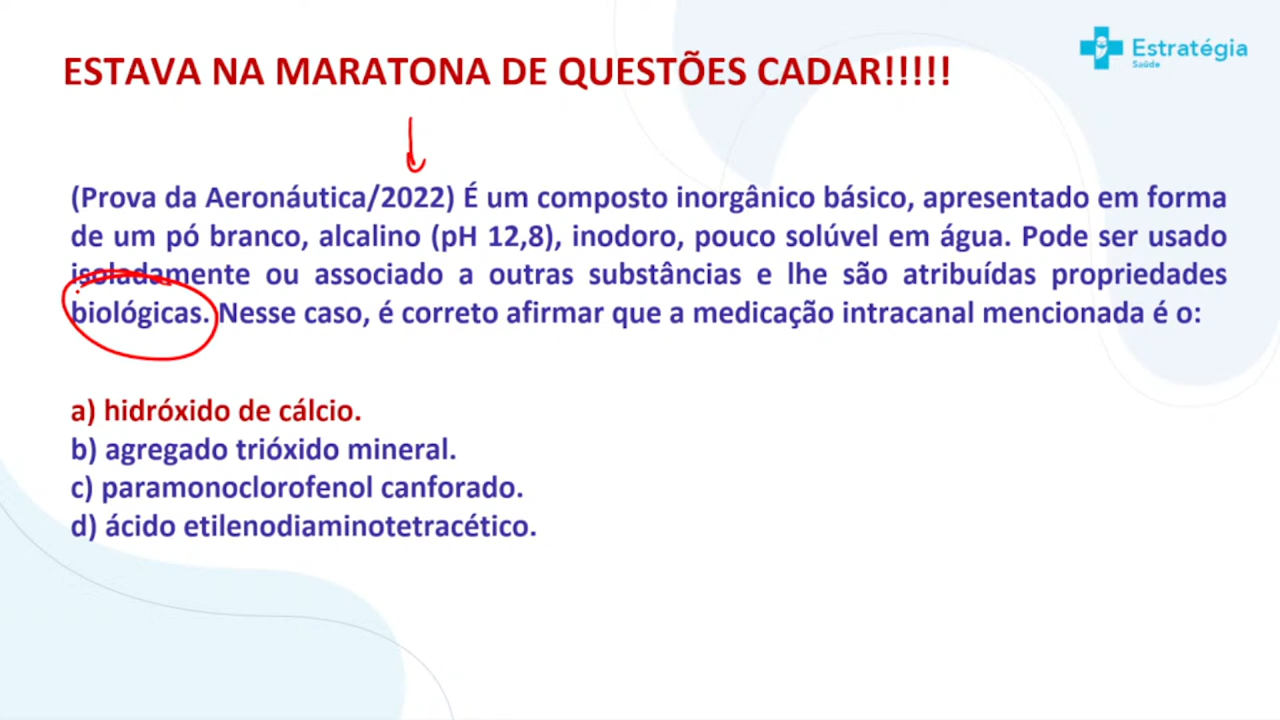 ESTAVA NA MARATONA DE QUESTÕES CADAR!!!!!
Estratégia
Saúde
(Prova da Aeronáutica/2022) É um composto inorgânico básico, apresentado em forma
de um pó branco, alcalino (pH 12,8), inodoro, pouco solúvel em água. Pode ser usado
isoladamente ou associado a outras substâncias e lhe são atribuídas propriedades
biológicas. Nesse caso, é correto afirmar que a medicação intracanal mencionada é o:
a) hidróxido de cálcio.
b) agregado trióxido mineral.
c) paramonoclorofenol canforado.
d) ácido etilenodiaminotetracético.